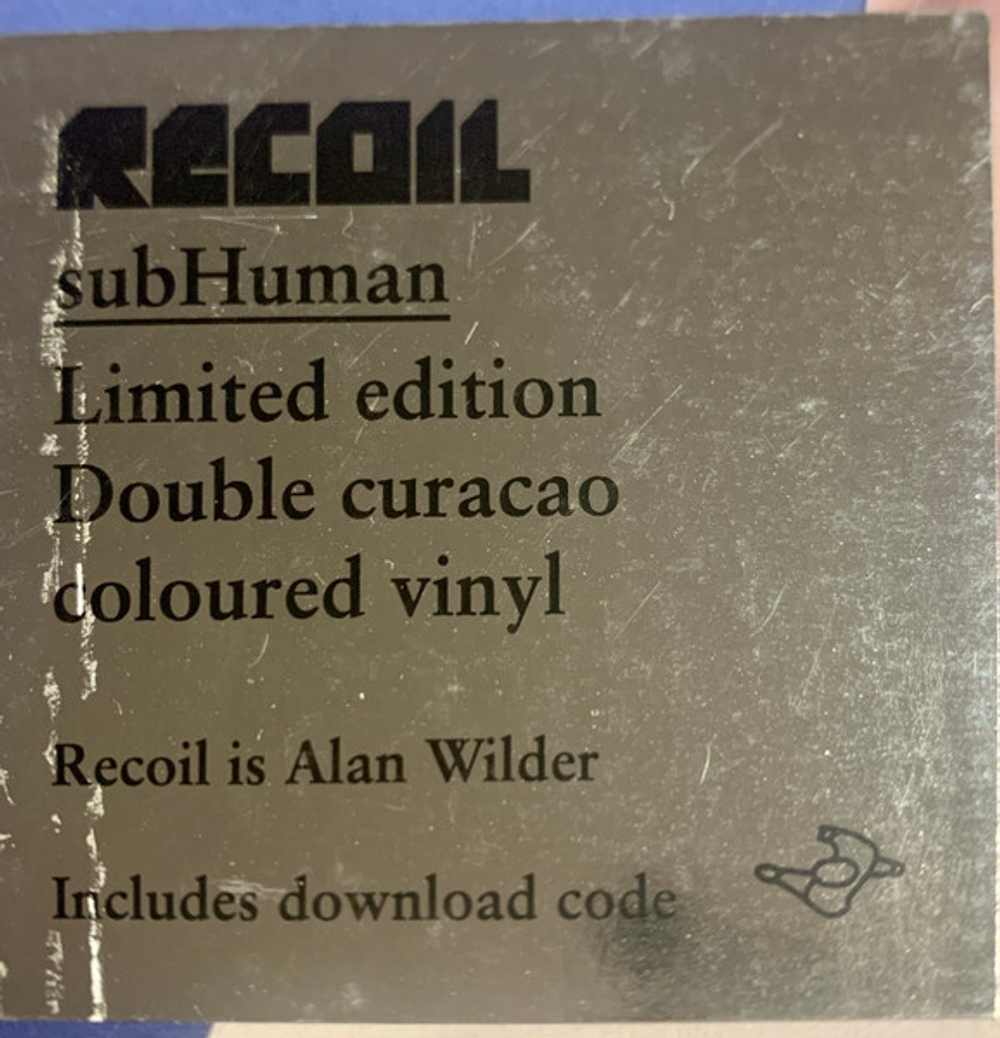 RECOIL
subHuman
Limited edition
Double curacao
coloured vinyl
Recoil is Alan Wilder
Includes download code